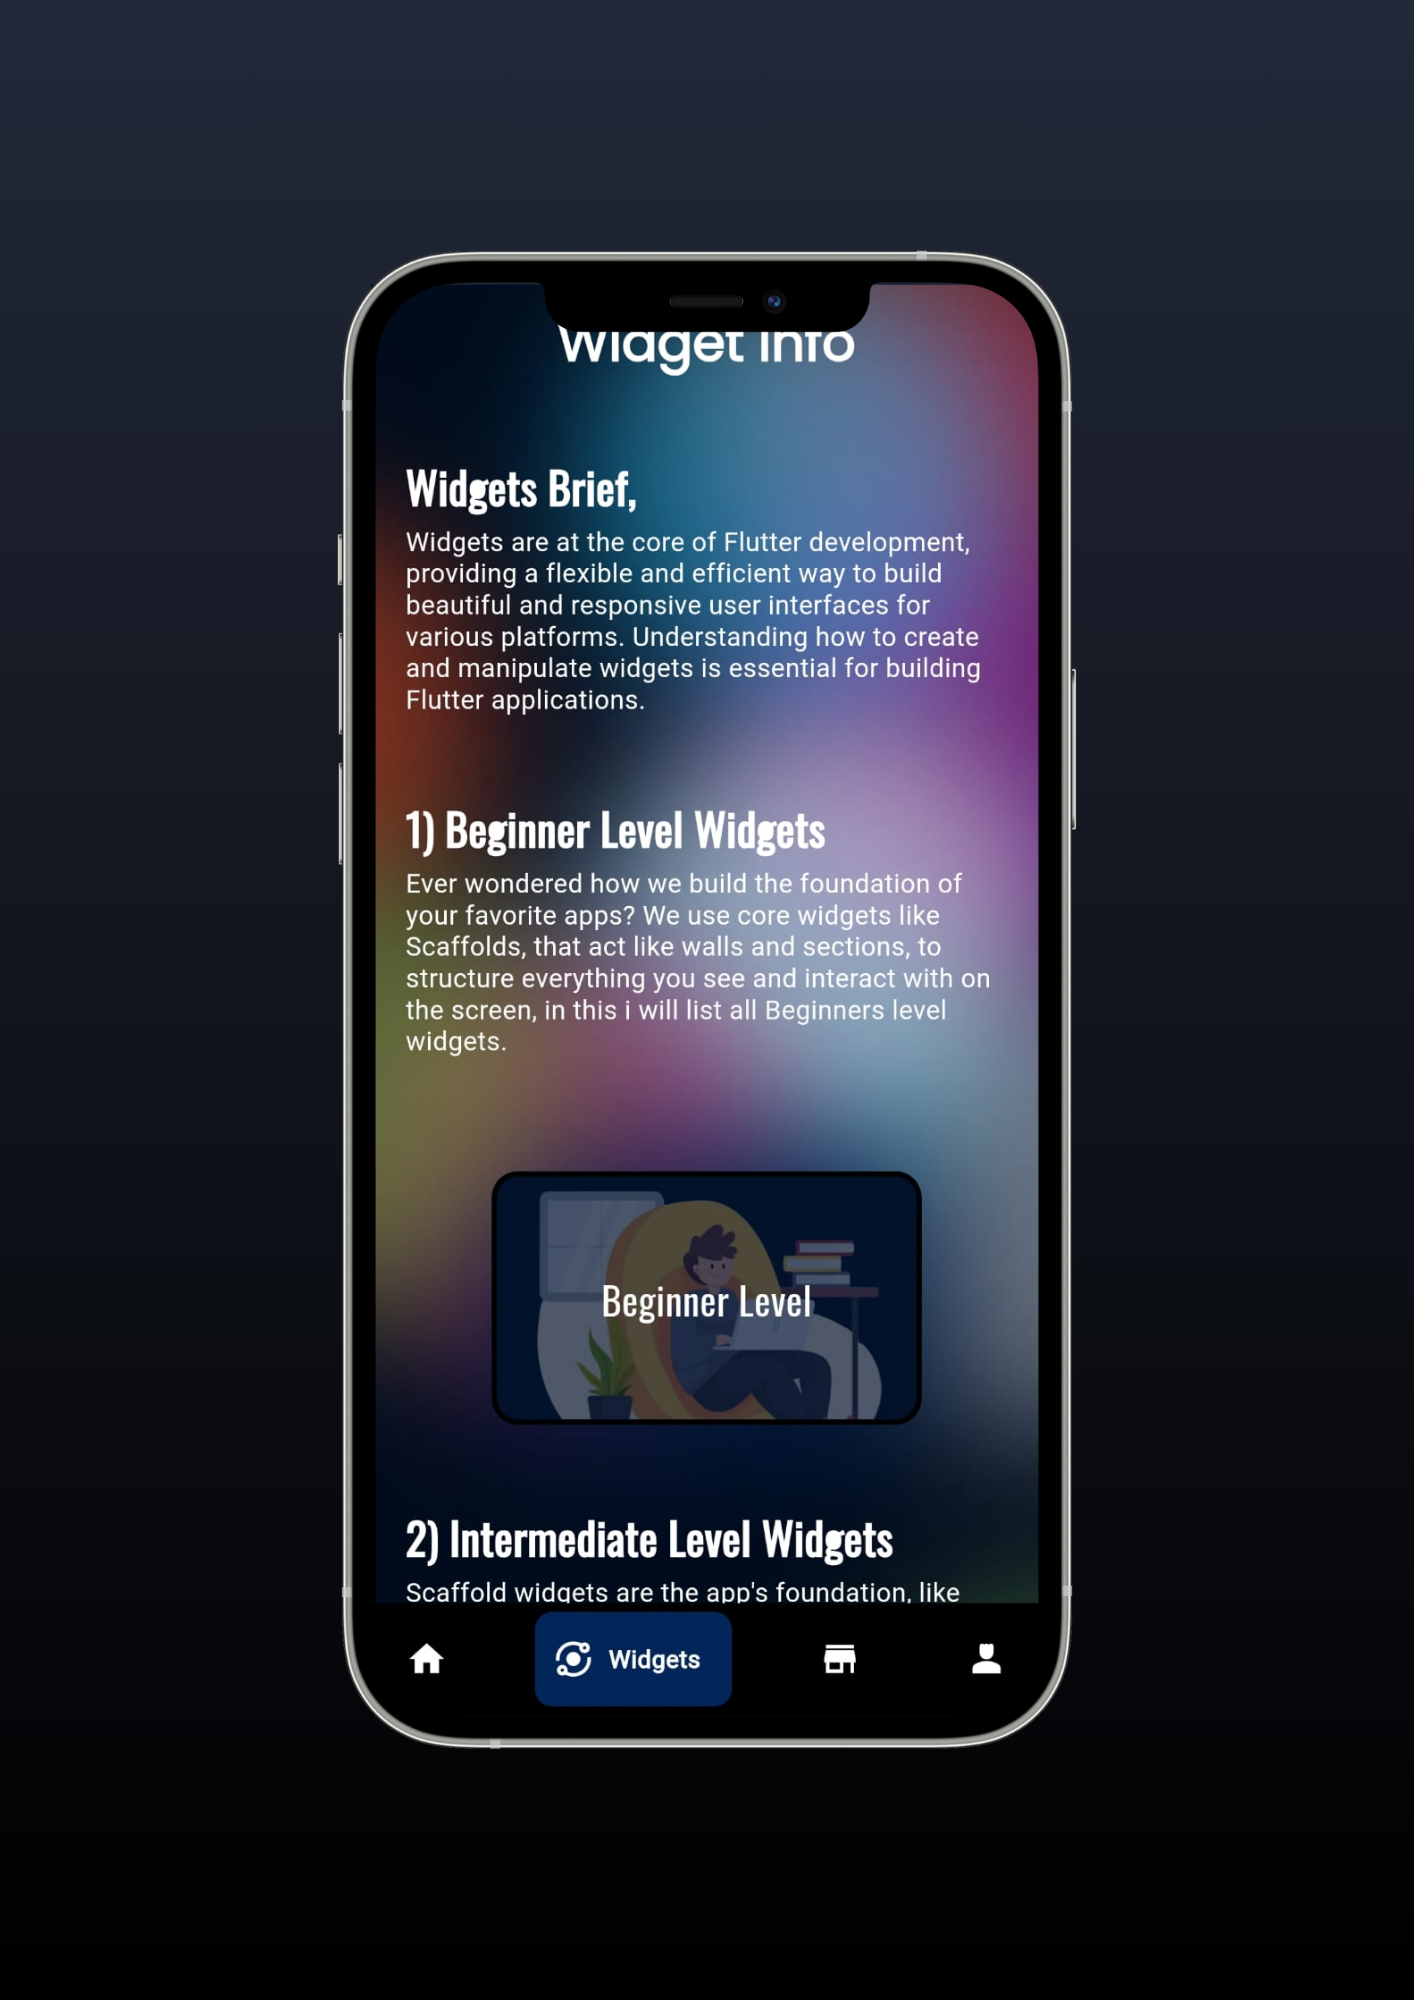 Widget Info
Widgets Brief,
Widgets are at the core of Flutter development,
providing a flexible and efficient way to build
beautiful and responsive user interfaces for
various platforms. Understanding how to create
and manipulate widgets is essential for building
Flutter applications.
1) Beginner Level Widgets
Ever wondered how we build the foundation of
your favorite apps? We use core widgets like
Scaffolds, that act like walls and sections, to
structure everything you see and interact with on
the screen, in this i will list all Beginners level
widgets.
Beginner Level
2) Intermediate Level Widgets
Scaffold widgets are the app's foundation, like
Widgets